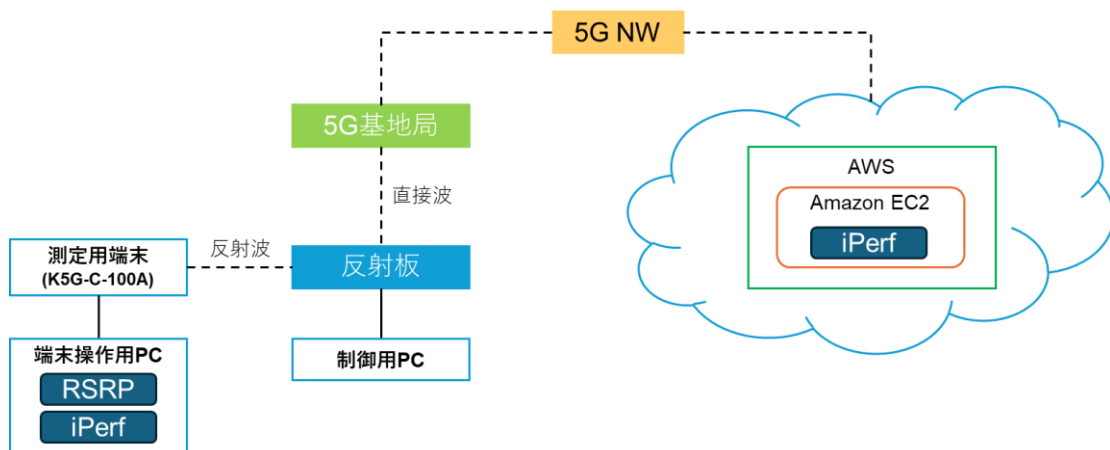 5G NW
5G基地局
直接波
AWS
Amazon EC2
iPerf
測定用端末
(K5G-C-100A)
反射波
反射板
端末操作用PC
RSRP
iPerf
制御用PC